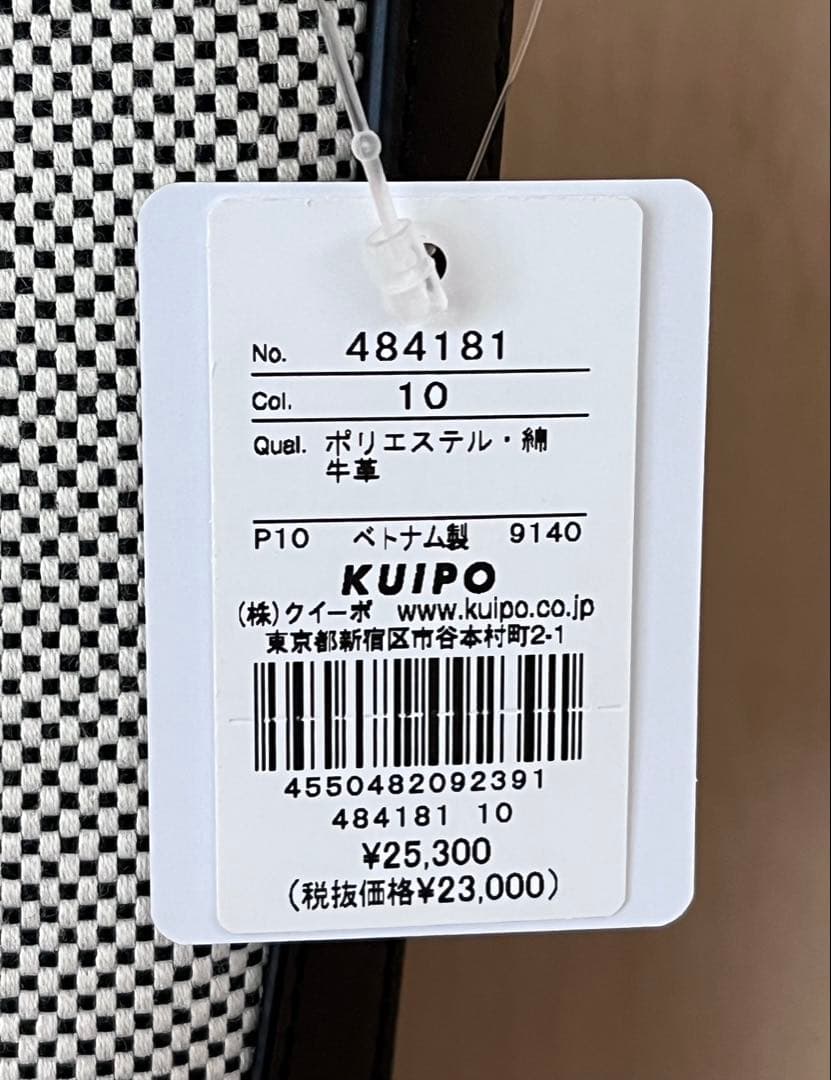 No. 484181
Col. 10
Qual. ポリエステル・綿
牛革
P10 ベトナム製 9140
KUIPO
(株)クイーポ www.kuipo.co.jp
東京都新宿区市谷本村町2-1
4550482092391
484181 10
¥25,300
(税抜価格¥23,000)